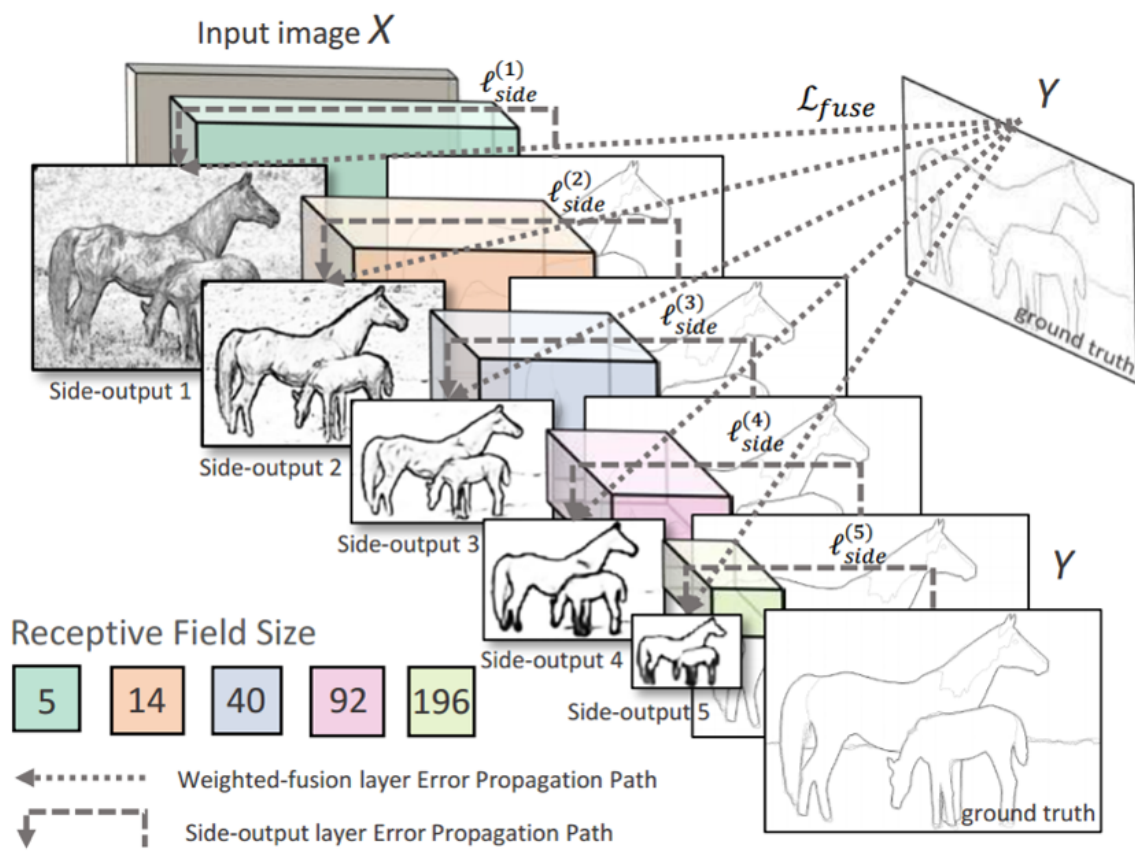 Input image X
ℓ_side^(1)
L_fuse
Y
ℓ_side^(2)
ℓ_side^(3)
ground truth
Side-output 1
ℓ_side^(4)
Side-output 2
ℓ_side^(5)
Side-output 3
Y
Receptive Field Size
Side-output 4
5 14 40 92 196
Side-output 5
Weighted-fusion layer Error Propagation Path
ground truth
Side-output layer Error Propagation Path